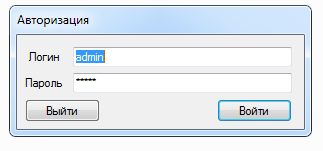 Авторизация
Логин admin
Пароль *****
Выйти Войти